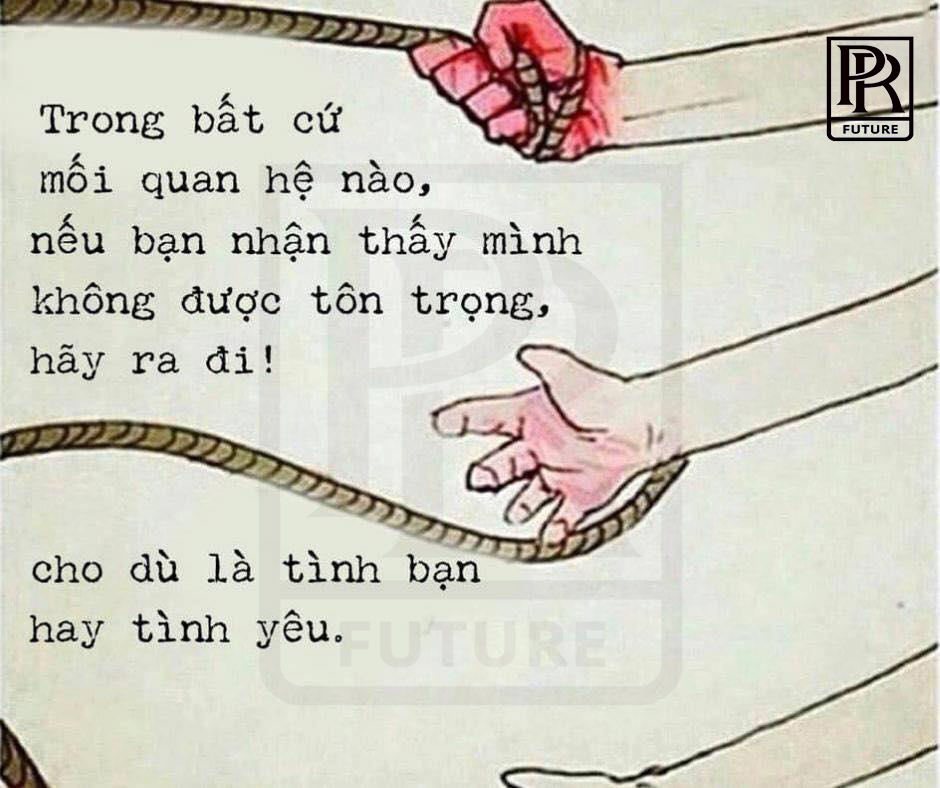 PR
FUTURE
Trong bất cứ
mối quan hệ nào,
nếu bạn nhận thấy mình
không được tôn trọng,
hãy ra đi!
cho dù là tình bạn
hay tình yêu.
PR
FUTURE